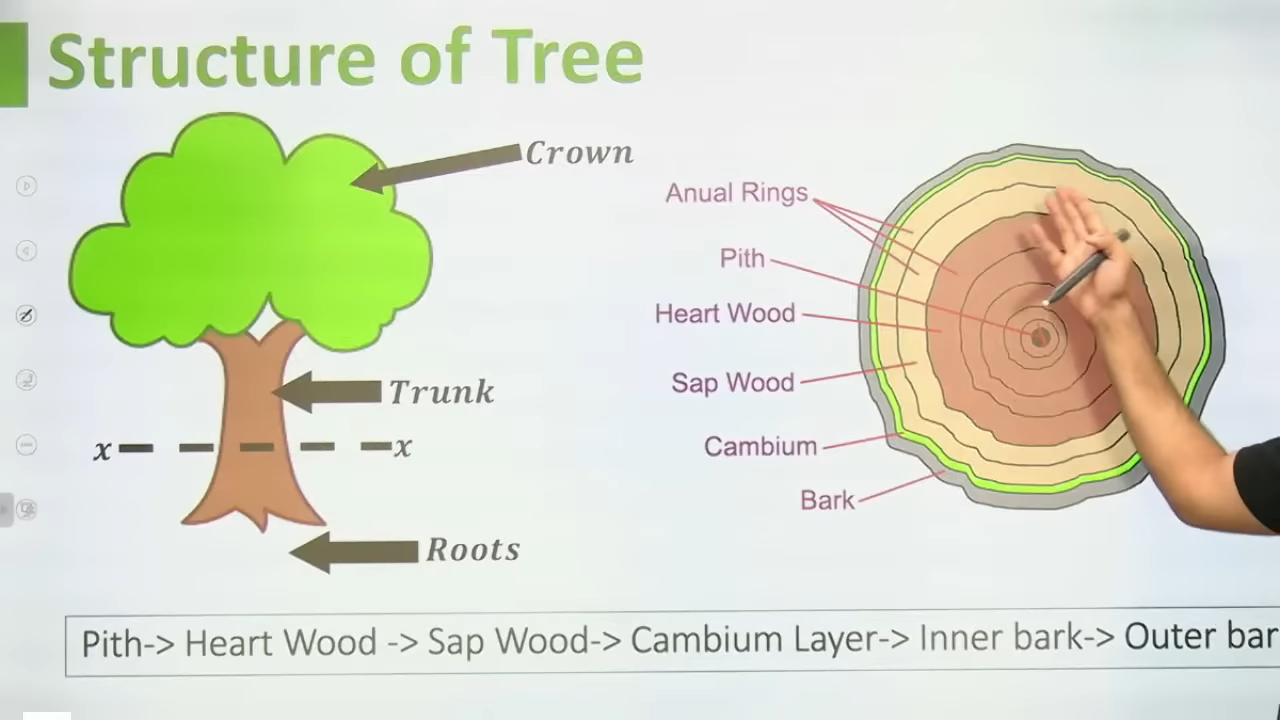 Structure of Tree
Crown
Trunk
x
x
Roots
Anual Rings
Pith
Heart Wood
Sap Wood
Cambium
Bark
Pith-> Heart Wood -> Sap Wood-> Cambium Layer-> Inner bark-> Outer bar